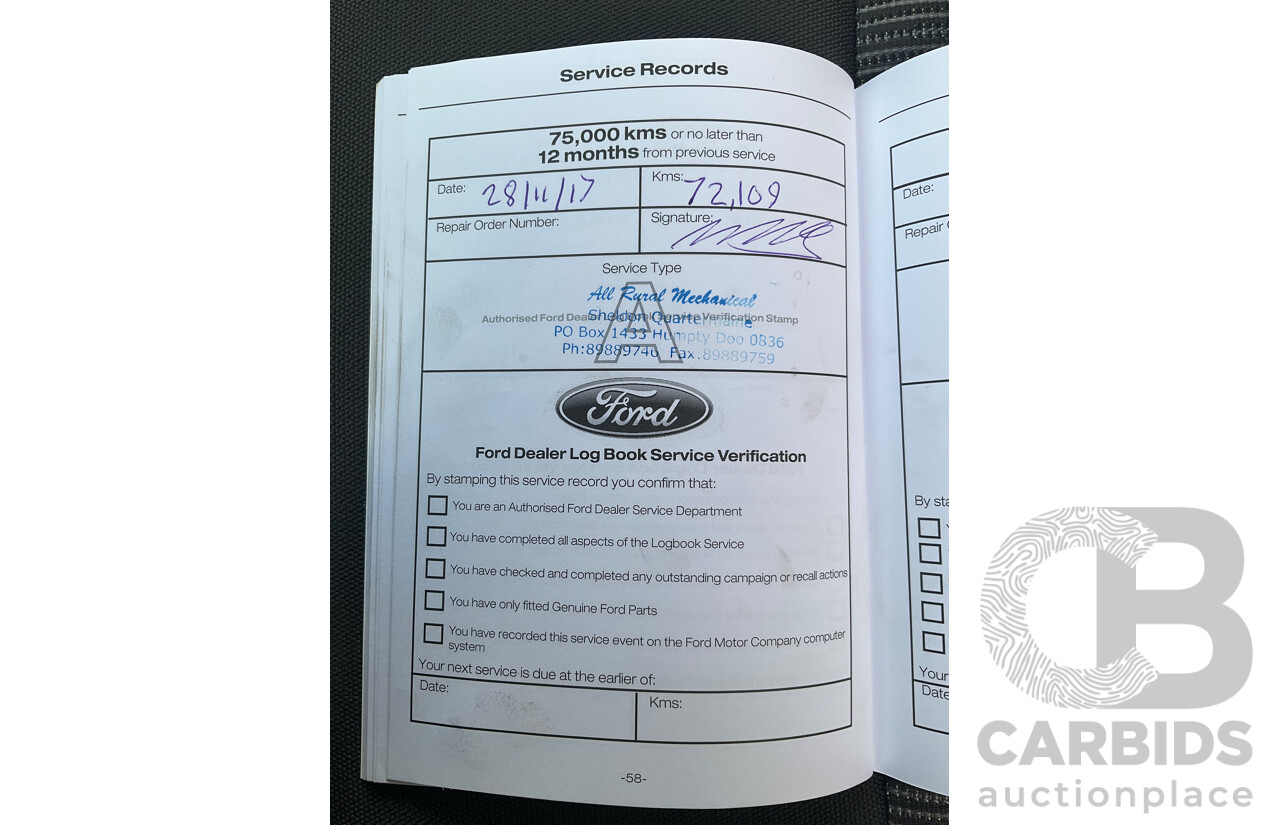 Service Records
75,000 kms or no later than
12 months from previous service
Date: 28/11/17
Kms: 72,109
Repair Order Number:
Signature:
Service Type
A
All Rural Mechanical
Authorised Ford Dealer Service Verification Stamp
Sheldon Quartermaine
PO Box 1433 Humpty Doo 0836
Ph:89889740 Fax:89889759
Ford
Ford Dealer Log Book Service Verification
By stamping this service record you confirm that:
You are an Authorised Ford Dealer Service Department
You have completed all aspects of the Logbook Service
You have checked and completed any outstanding campaign or recall actions
You have only fitted Genuine Ford Parts
You have recorded this service event on the Ford Motor Company computer
system
Your next service is due at the earlier of:
Date:
Kms:
-58-
Date:
Repair
By
Your
Date
CB
CARBIDS
auctionplace